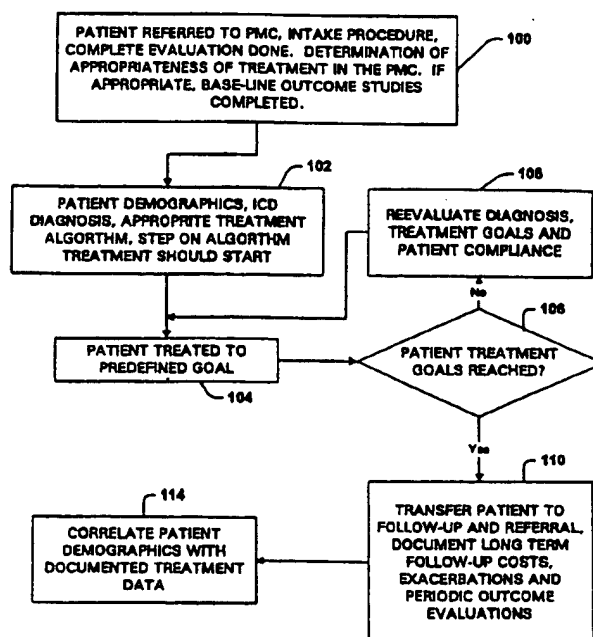 PATIENT REFERRED TO PMC, INTAKE PROCEDURE,
COMPLETE EVALUATION DONE. DETERMINATION OF
APPROPRIATENESS OF TREATMENT IN THE PMC. IF
APPROPRIATE, BASE-LINE OUTCOME STUDIES
COMPLETED.
100
102
PATIENT DEMOGRAPHICS, ICD
DIAGNOSIS, APPROPRITE TREATMENT
ALGORITHM, STEP ON ALGORTHM
TREATMENT SHOULD START
108
REEVALUATE DIAGNOSIS,
TREATMENT GOALS AND
PATIENT COMPLIANCE
No
106
PATIENT TREATED TO
PREDEFINED GOAL
104
PATIENT TREATMENT
GOALS REACHED?
Yes
110
TRANSFER PATIENT TO
FOLLOW-UP AND REFERRAL,
DOCUMENT LONG TERM
FOLLOW-UP COSTS,
EXACERBATIONS AND
PERIODIC OUTCOME
EVALUATIONS
114
CORRELATE PATIENT
DEMOGRAPHICS WITH
DOCUMENTED TREATMENT
DATA